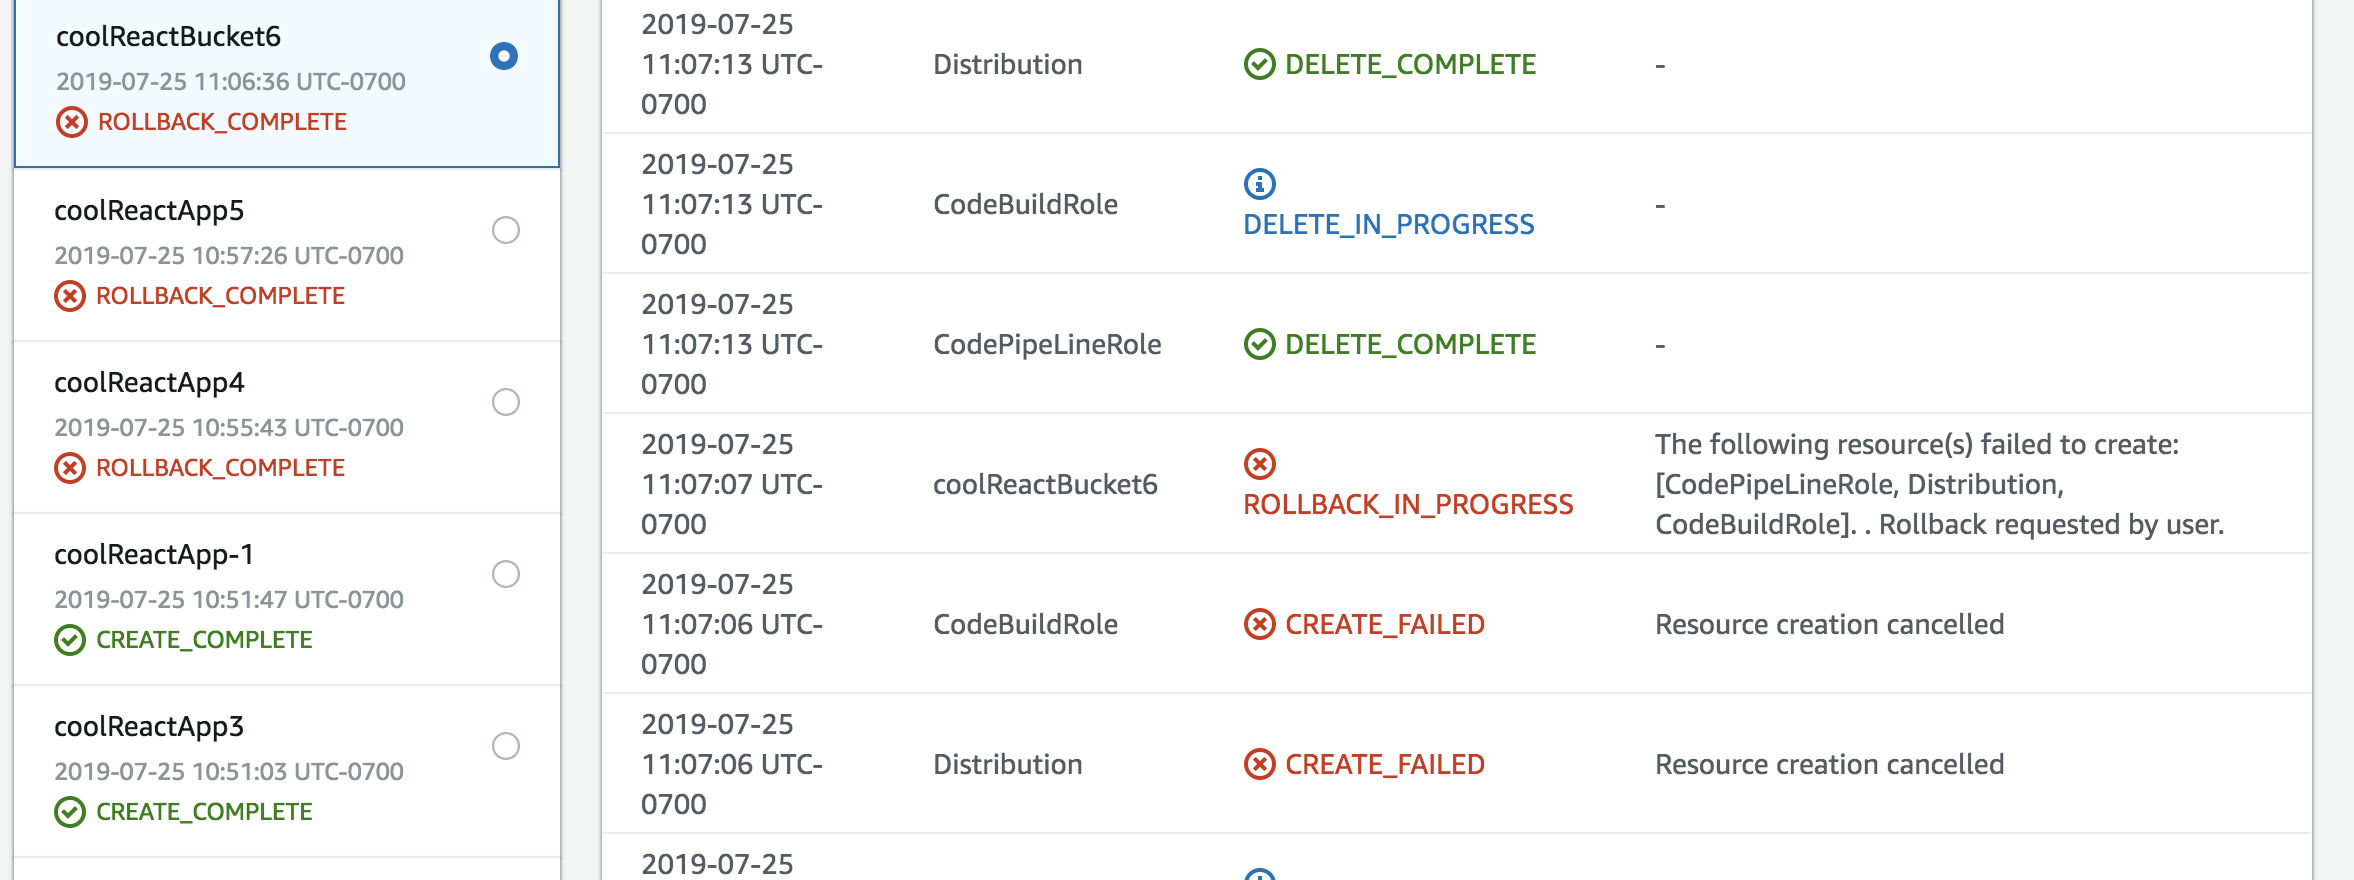 coolReactBucket6
2019-07-25 11:06:36 UTC-0700
ROLLBACK_COMPLETE
coolReactApp5
2019-07-25 10:57:26 UTC-0700
ROLLBACK_COMPLETE
coolReactApp4
2019-07-25 10:55:43 UTC-0700
ROLLBACK_COMPLETE
coolReactApp-1
2019-07-25 10:51:47 UTC-0700
CREATE_COMPLETE
coolReactApp3
2019-07-25 10:51:03 UTC-0700
CREATE_COMPLETE
2019-07-25
11:07:13 UTC- Distribution DELETE_COMPLETE -
0700
2019-07-25
11:07:13 UTC- CodeBuildRole -
DELETE_IN_PROGRESS
0700
2019-07-25
11:07:13 UTC- CodePipeLineRole DELETE_COMPLETE -
0700
2019-07-25 The following resource(s) failed to create:
11:07:07 UTC- coolReactBucket6 [CodePipeLineRole, Distribution,
ROLLBACK_IN_PROGRESS
0700 CodeBuildRole]. . Rollback requested by user.
2019-07-25
11:07:06 UTC- CodeBuildRole CREATE_FAILED Resource creation cancelled
0700
2019-07-25
11:07:06 UTC- Distribution CREATE_FAILED Resource creation cancelled
0700
2019-07-25